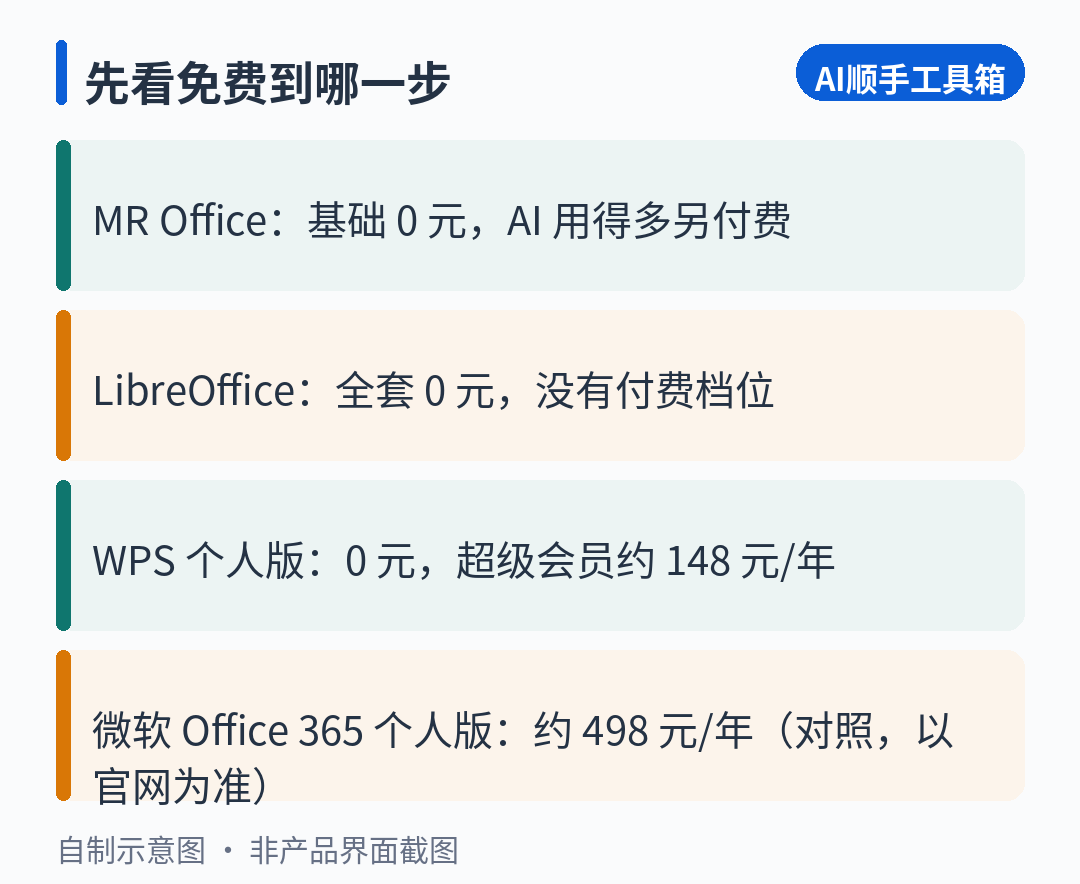 先看免费到哪一步
AI顺手工具箱
MR Office：基础 0 元，AI 用得多另付费
LibreOffice：全套 0 元，没有付费档位
WPS 个人版：0 元，超级会员约 148 元/年
微软 Office 365 个人版：约 498 元/年（对照，以
官网为准）
自制示意图 · 非产品界面截图